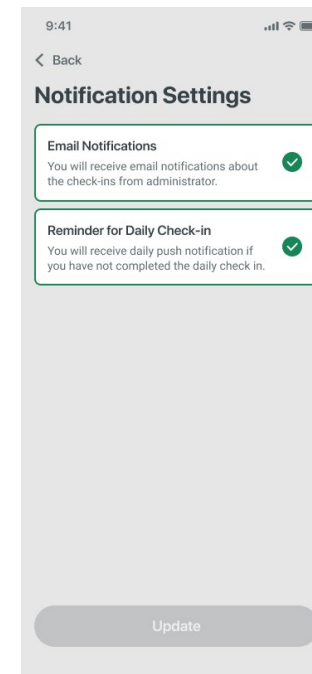 9:41
Back
Notification Settings
Email Notifications
You will receive email notifications about
the check-ins from administrator.
Reminder for Daily Check-in
You will receive daily push notification if
you have not completed the daily check in.
Update